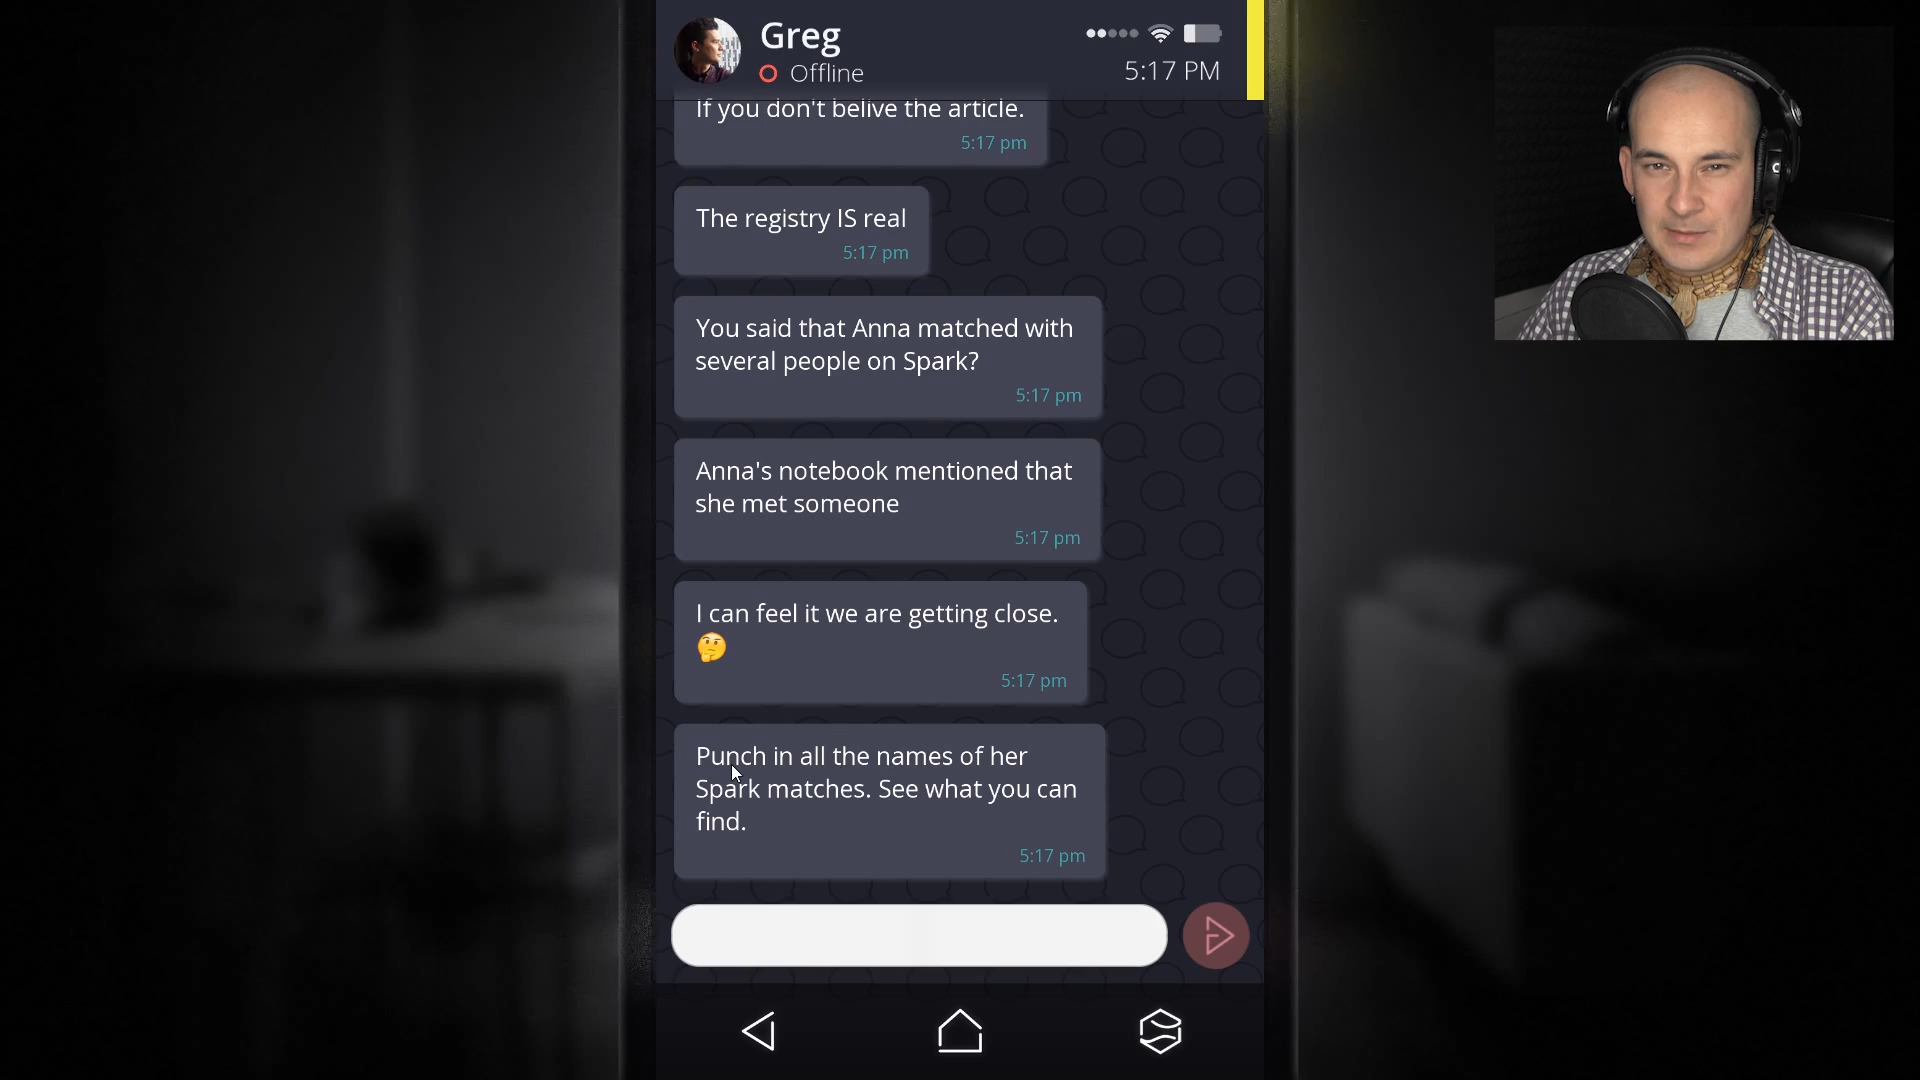 Greg
Offline
5:17 PM
If you don't belive the article.
5:17 pm
The registry IS real
5:17 pm
You said that Anna matched with
several people on Spark?
5:17 pm
Anna's notebook mentioned that
she met someone
5:17 pm
I can feel it we are getting close.
🤔
5:17 pm
Punch in all the names of her
Spark matches. See what you can
find.
5:17 pm